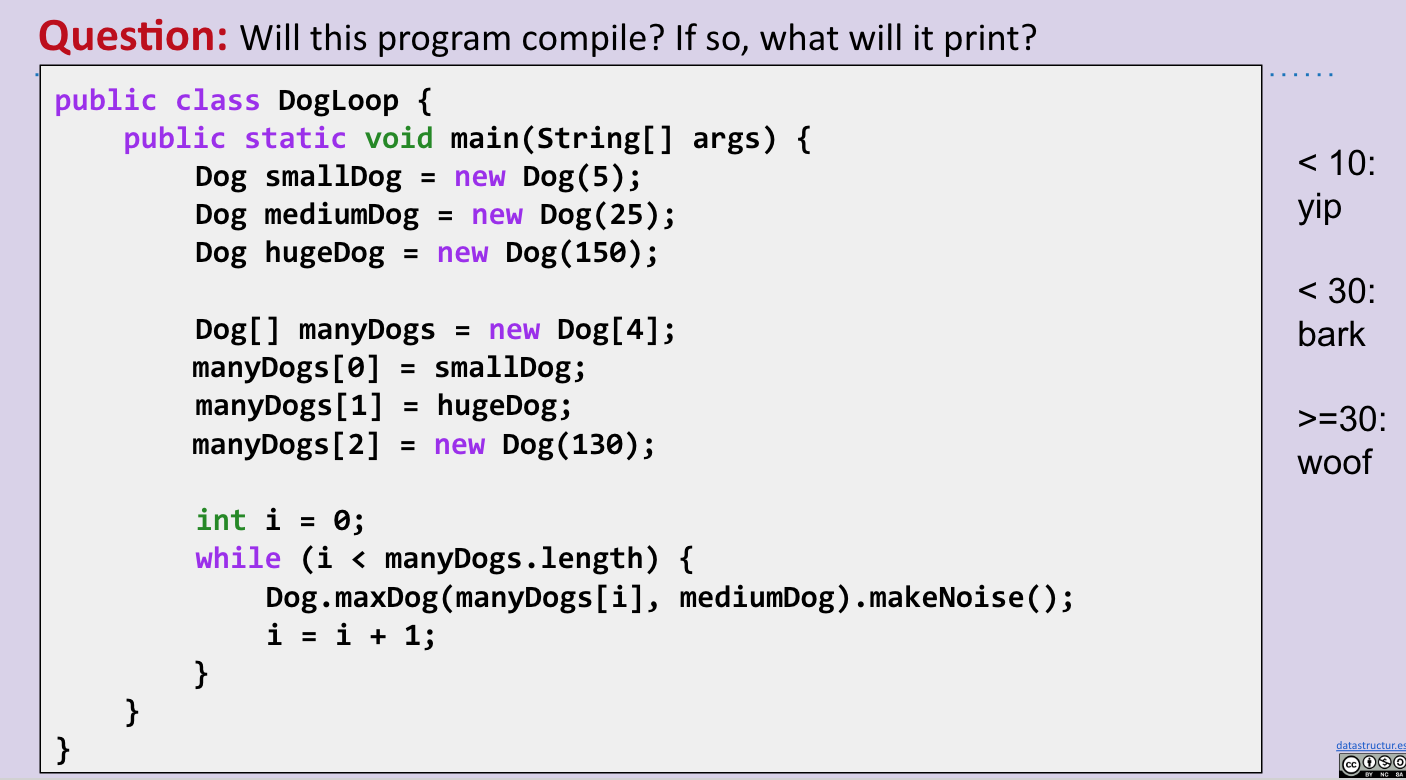 Question: Will this program compile? If so, what will it print?
public class DogLoop {
    public static void main(String[] args) {
        Dog smallDog = new Dog(5);
        Dog mediumDog = new Dog(25);
        Dog hugeDog = new Dog(150);

        Dog[] manyDogs = new Dog[4];
        manyDogs[0] = smallDog;
        manyDogs[1] = hugeDog;
        manyDogs[2] = new Dog(130);

        int i = 0;
        while (i < manyDogs.length) {
            Dog.maxDog(manyDogs[i], mediumDog).makeNoise();
            i = i + 1;
        }
    }
}
< 10:
yip
< 30:
bark
>=30:
woof
datastructur.es
CC
BY NC SA